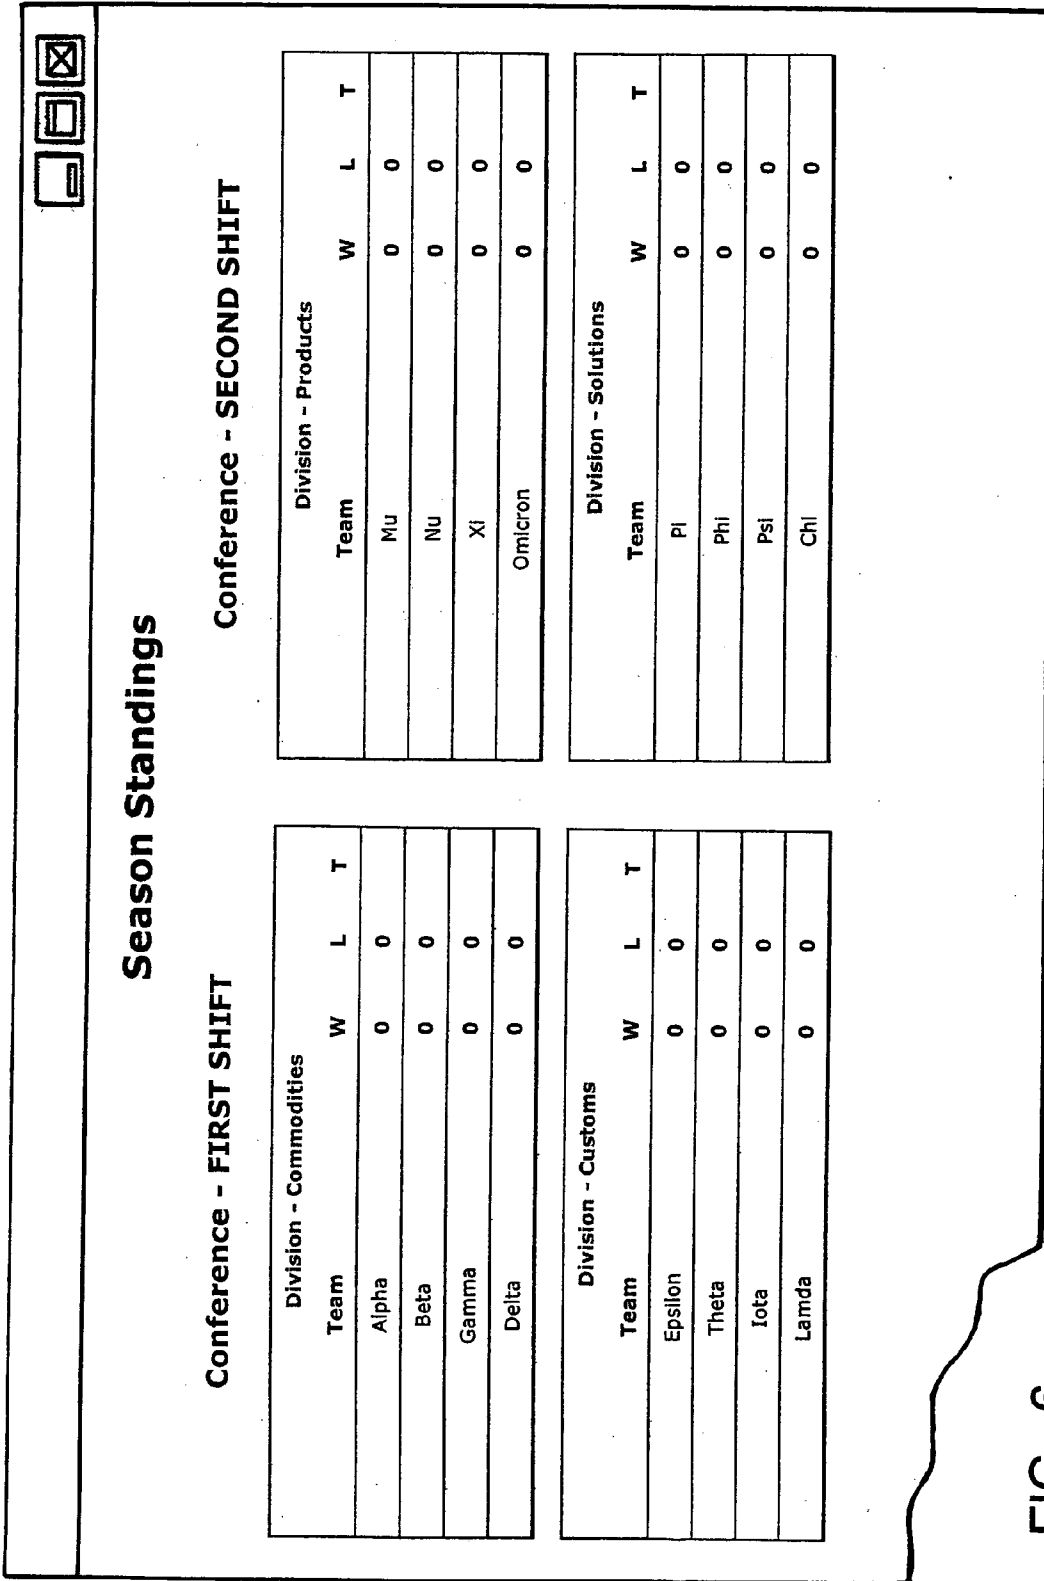 Season Standings
Conference - FIRST SHIFT
Division - Commodities
Team W L T
Alpha 0 0
Beta 0 0
Gamma 0 0
Delta 0 0
Division - Customs
Team W L T
Epsilon 0 0
Theta 0 0
Iota 0 0
Lamda 0 0
Conference - SECOND SHIFT
Division - Products
Team W L T
Mu 0 0
Nu 0 0
Xi 0 0
Omicron 0 0
Division - Solutions
Team W L T
Pi 0 0
Phi 0 0
Psi 0 0
Chi 0 0